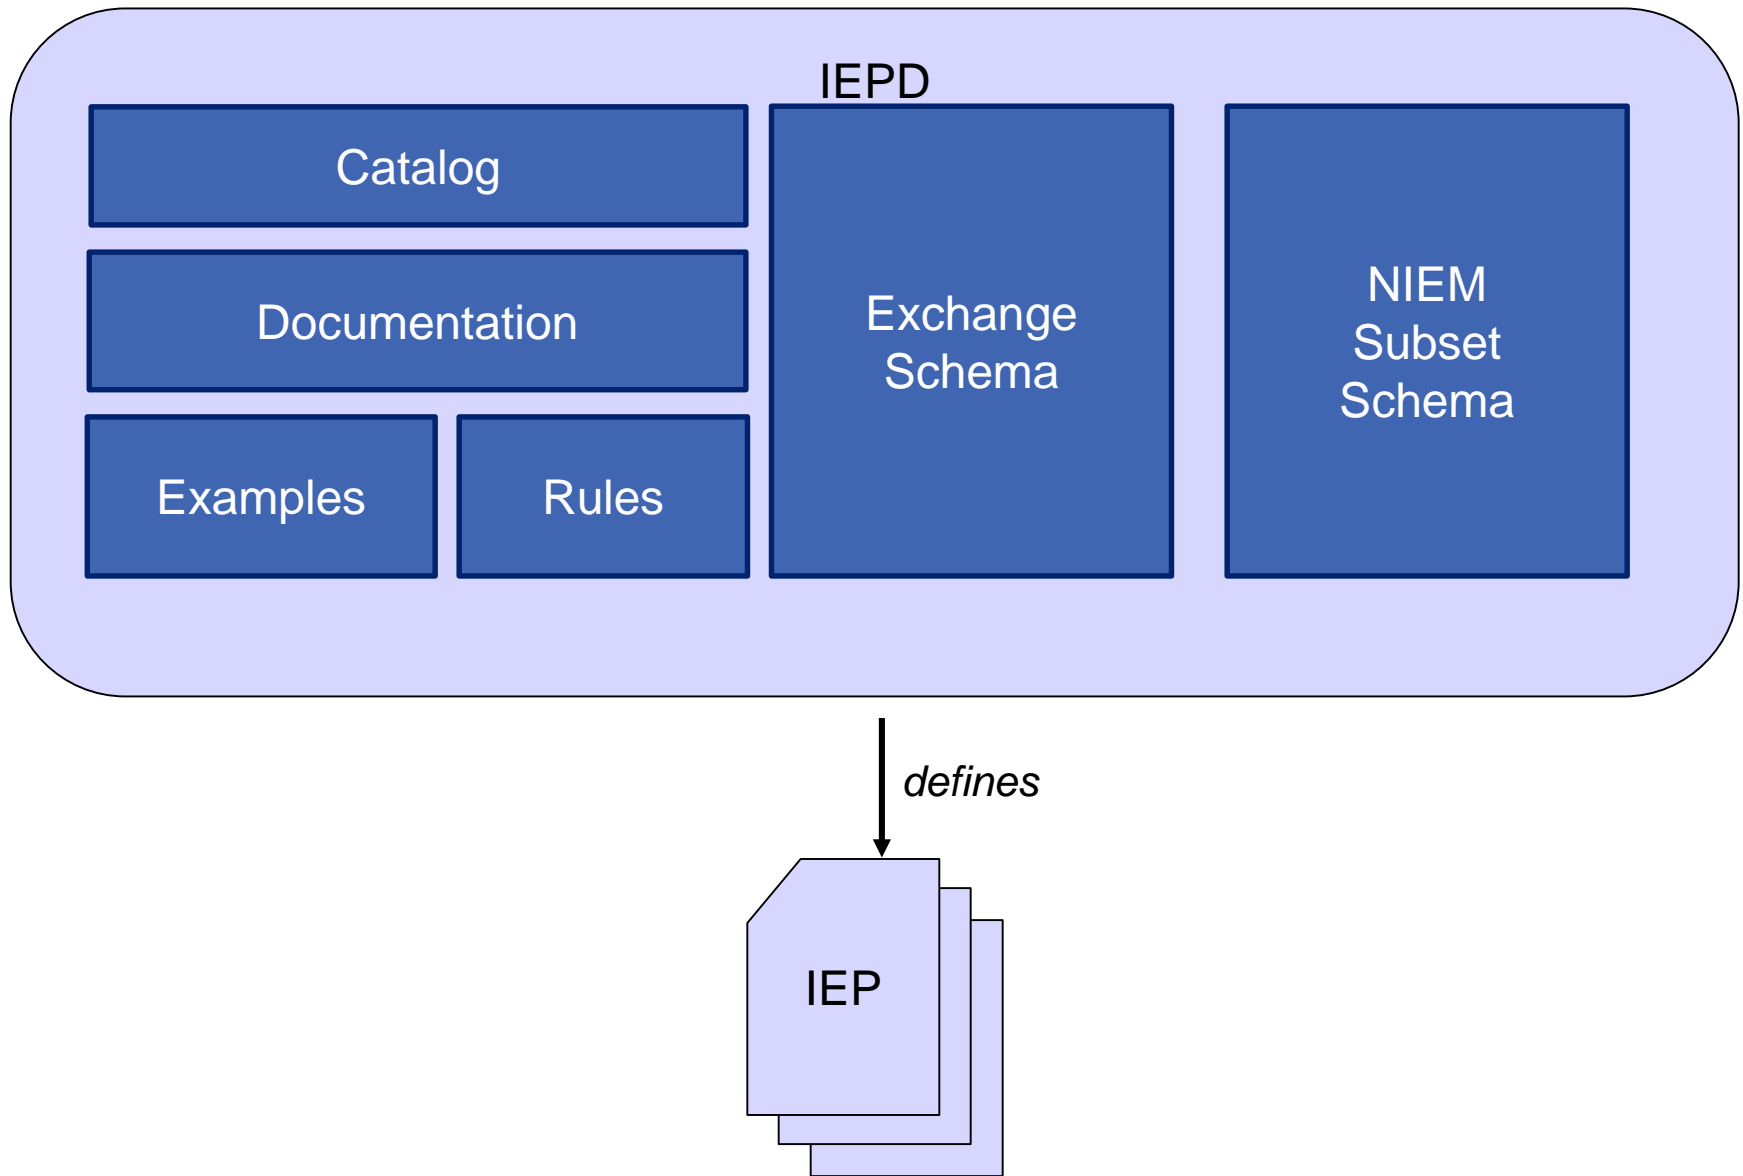 IEPD
Catalog
Documentation
Examples
Rules
Exchange
Schema
NIEM
Subset
Schema
defines
IEP